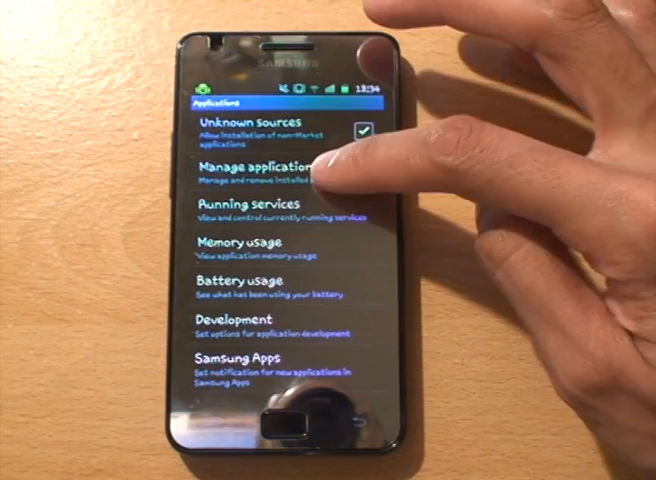 SAMSUNG
13:34
Applications
Unknown sources
Allow installation of non-Market
applications
Manage application
Manage and remove installed
Running services
View and control currently running services
Memory usage
View application memory usage
Battery usage
See what has been using your battery
Development
Set options for application development
Samsung Apps
Set notification for new applications in
Samsung Apps